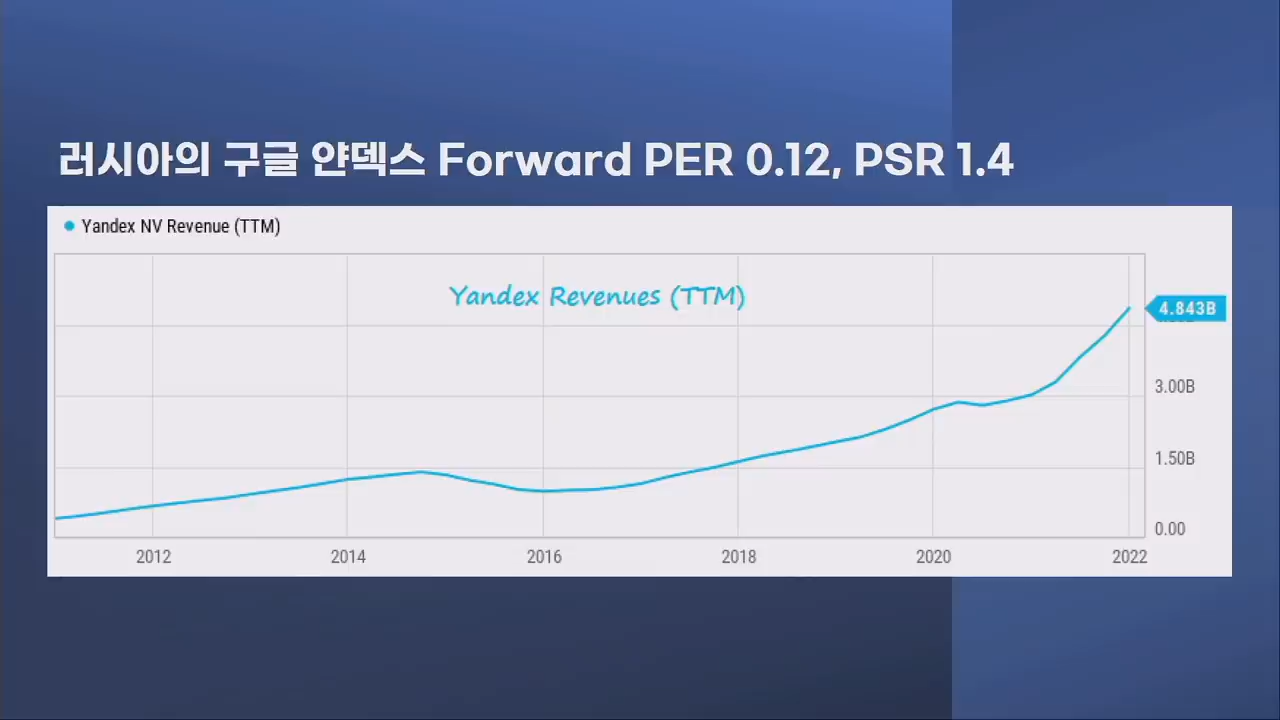 러시아의 구글 얀덱스 Forward PER 0.12, PSR 1.4
Yandex NV Revenue (TTM)
Yandex Revenues (TTM)
4.843B
3.00B
1.50B
0.00
2012 2014 2016 2018 2020 2022